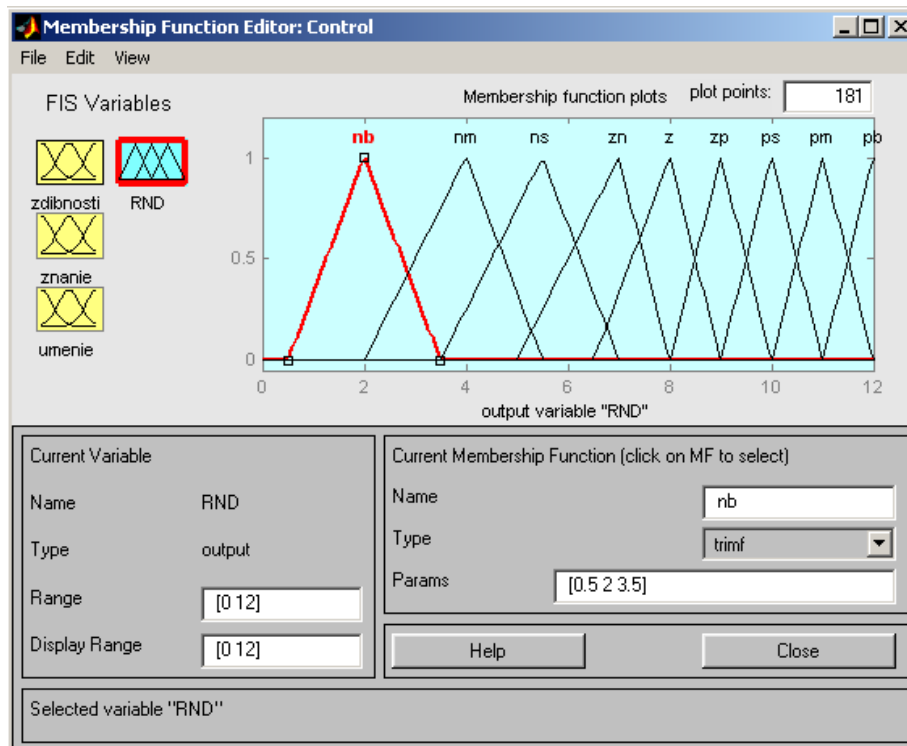 Membership Function Editor: Control
File Edit View
FIS Variables
Membership function plots plot points: 181
zdibnosti
RND
znanie
umenie
nb nm ns zn z zp ps pm pb
1
0.5
0
0 2 4 6 8 10 12
output variable "RND"
Current Variable
Name RND
Type output
Range [0 12]
Display Range [0 12]
Current Membership Function (click on MF to select)
Name nb
Type trimf
Params [0.5 2 3.5]
Help Close
Selected variable "RND"